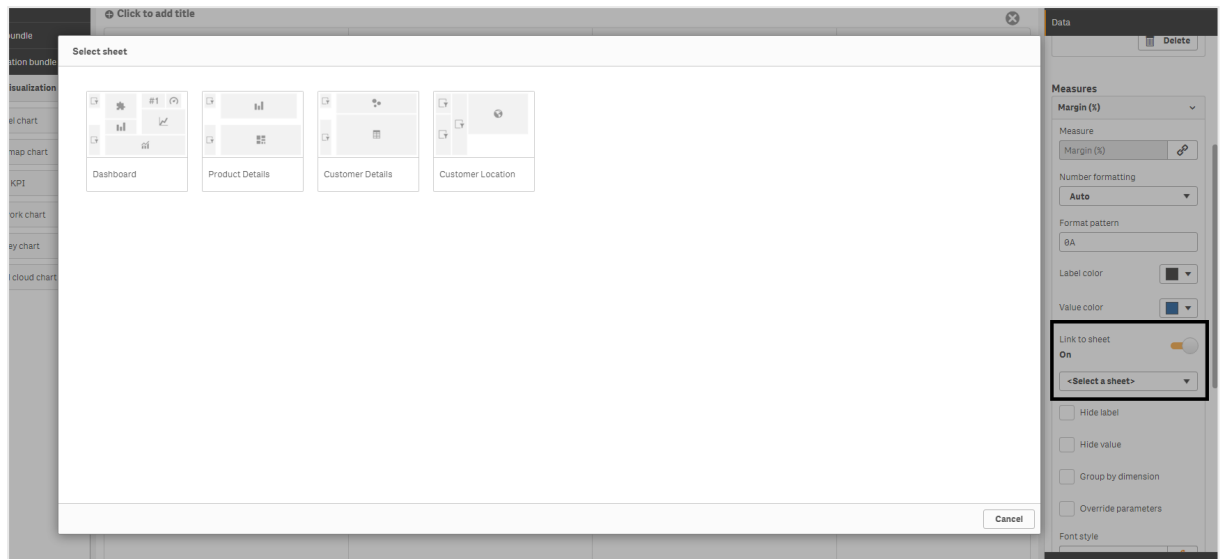 Click to add title
Data
undle
ation bundle
Select sheet
Delete
isualization
Measures
#1
Margin (%)
el chart
Measure
map chart
Margin (%)
Dashboard
Product Details
Customer Details
Customer Location
KPI
Number formatting
Auto
ork chart
Format pattern
0A
ey chart
Label color
l cloud chart
Value color
Link to sheet
On
<Select a sheet>
Hide label
Hide value
Group by dimension
Override parameters
Cancel
Font style